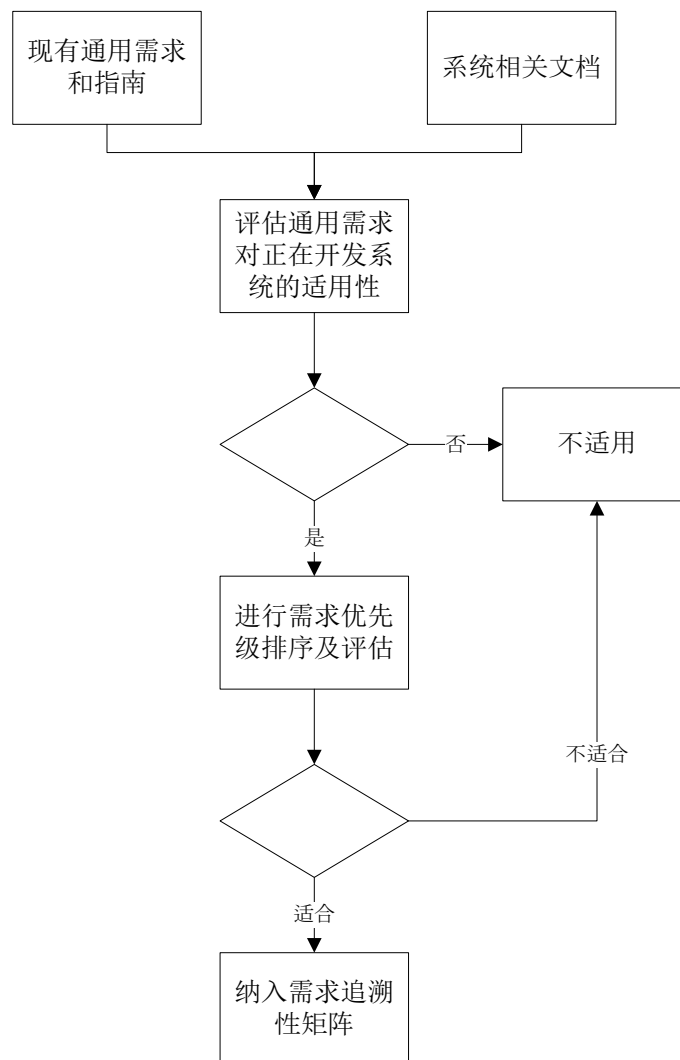 现有通用需求
和指南
系统相关文档
评估通用需求
对正在开发系
统的适用性
否
不适用
是
进行需求优先
级排序及评估
不适合
适合
纳入需求追溯
性矩阵